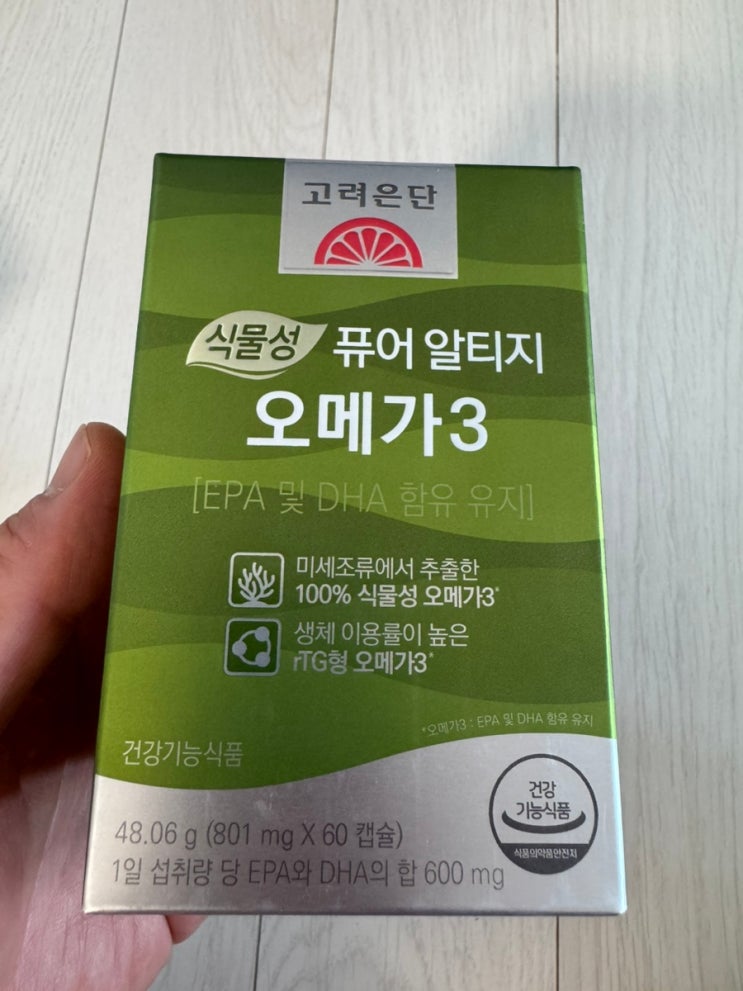 고려은단
식물성 퓨어 알티지
오메가3
[EPA 및 DHA 함유 유지]
미세조류에서 추출한
100% 식물성 오메가3*
생체 이용률이 높은
rTG형 오메가3*
*오메가3 : EPA 및 DHA 함유 유지
건강기능식품
건강
기능식품
식품의약품안전처
48.06 g (801 mg X 60 캡슐)
1일 섭취량 당 EPA와 DHA의 합 600 mg